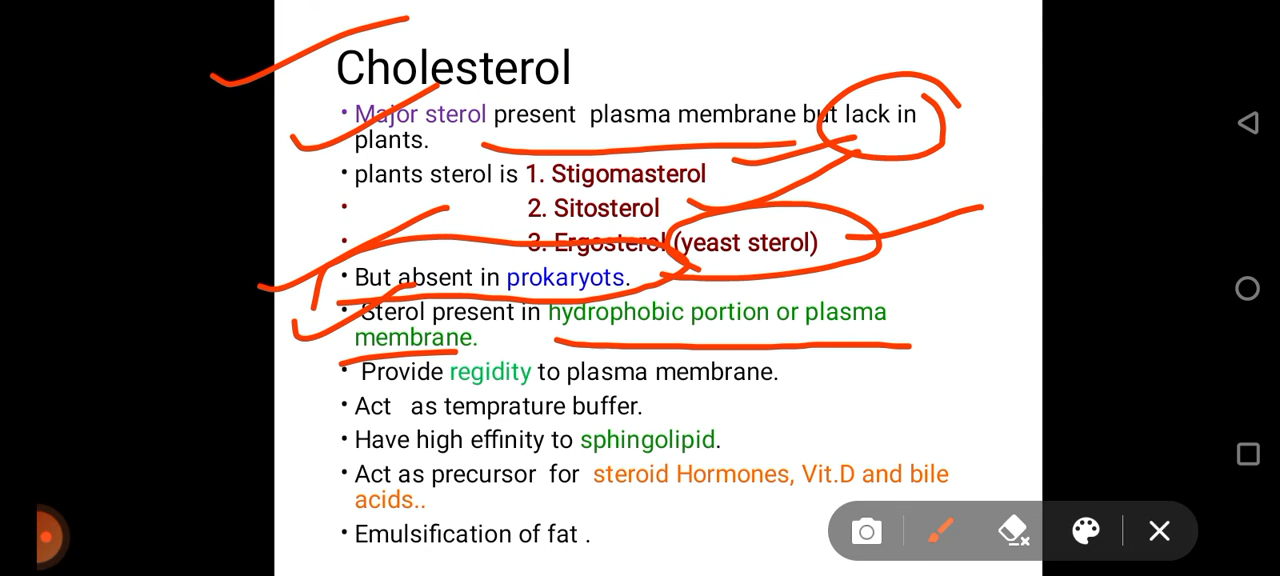 Cholesterol
• Major sterol present plasma membrane but lack in
plants.
• plants sterol is 1. Stigomasterol
• 2. Sitosterol
• 3. Ergosterol (yeast sterol)
• But absent in prokaryots.
• Sterol present in hydrophobic portion or plasma
membrane.
• Provide regidity to plasma membrane.
• Act as temprature buffer.
• Have high effinity to sphingolipid.
• Act as precursor for steroid Hormones, Vit.D and bile
acids..
• Emulsification of fat .